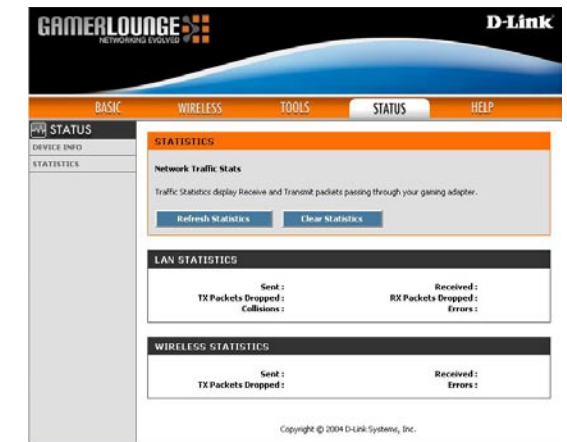 GAMERLOUNGE
NETWORKING EVOLVED
D-Link
BASIC WIRELESS TOOLS STATUS HELP
STATUS
DEVICE INFO
STATISTICS
STATISTICS
Network Traffic Stats
Traffic Statistics display Receive and Transmit packets passing through your gaming adapter.
Refresh Statistics Clear Statistics
LAN STATISTICS
Sent : Received :
TX Packets Dropped : RX Packets Dropped :
Collisions : Errors :
WIRELESS STATISTICS
Sent : Received :
TX Packets Dropped : Errors :
Copyright © 2004 D-Link Systems, Inc.